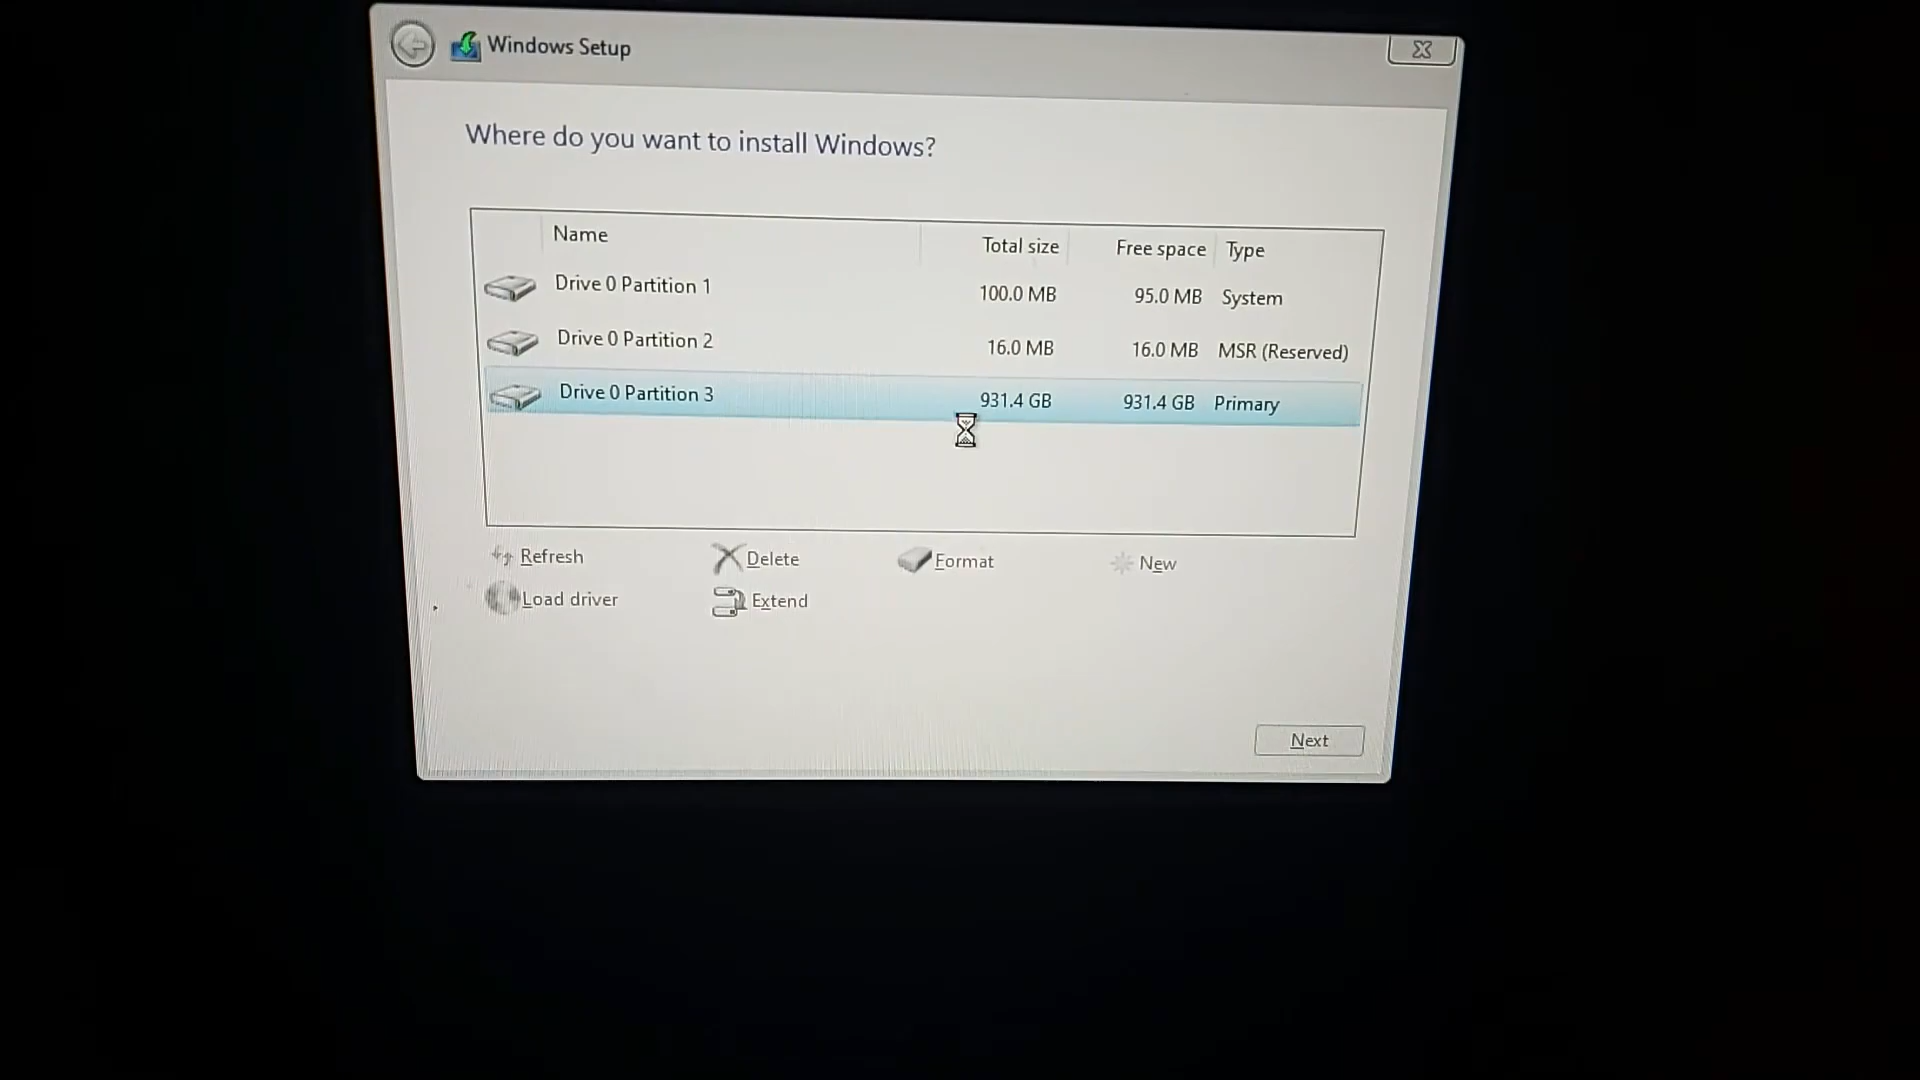 Windows Setup
Where do you want to install Windows?
Name Total size Free space Type
Drive 0 Partition 1 100.0 MB 95.0 MB System
Drive 0 Partition 2 16.0 MB 16.0 MB MSR (Reserved)
Drive 0 Partition 3 931.4 GB 931.4 GB Primary
Refresh Delete Format New
Load driver Extend
Next